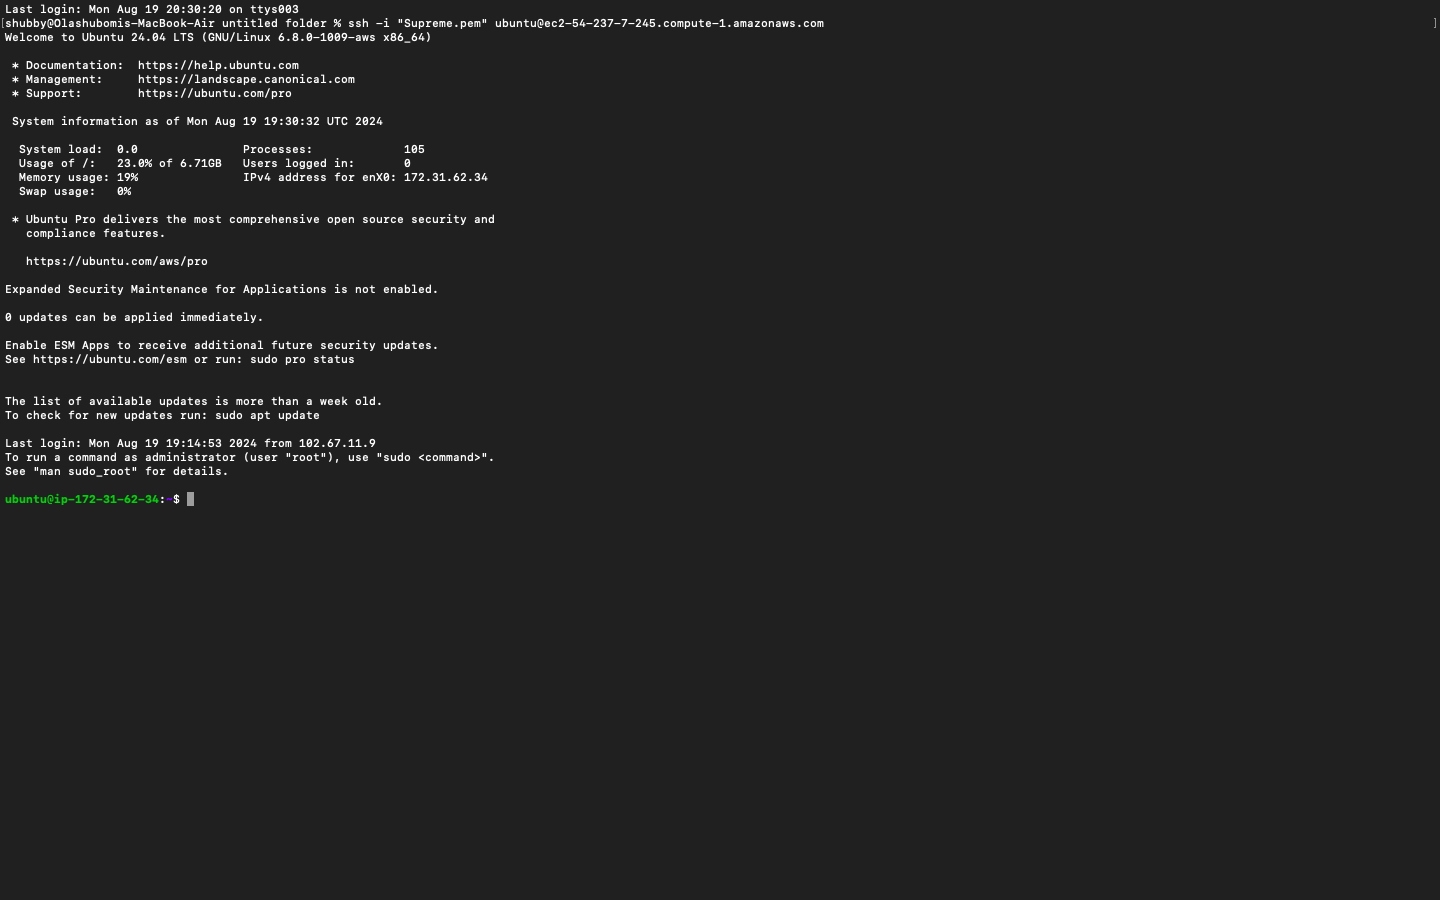 Last login: Mon Aug 19 20:30:20 on ttys003
[shubby@Olashubomis-MacBook-Air untitled folder % ssh -i "Supreme.pem" ubuntu@ec2-54-237-7-245.compute-1.amazonaws.com ]
Welcome to Ubuntu 24.04 LTS (GNU/Linux 6.8.0-1009-aws x86_64)
* Documentation: https://help.ubuntu.com
* Management: https://landscape.canonical.com
* Support: https://ubuntu.com/pro
System information as of Mon Aug 19 19:30:32 UTC 2024
System load: 0.0 Processes: 105
Usage of /: 23.0% of 6.71GB Users logged in: 0
Memory usage: 19% IPv4 address for enX0: 172.31.62.34
Swap usage: 0%
* Ubuntu Pro delivers the most comprehensive open source security and
compliance features.
https://ubuntu.com/aws/pro
Expanded Security Maintenance for Applications is not enabled.
0 updates can be applied immediately.
Enable ESM Apps to receive additional future security updates.
See https://ubuntu.com/esm or run: sudo pro status
The list of available updates is more than a week old.
To check for new updates run: sudo apt update
Last login: Mon Aug 19 19:14:53 2024 from 102.67.11.9
To run a command as administrator (user "root"), use "sudo <command>".
See "man sudo_root" for details.
ubuntu@ip-172-31-62-34:~$